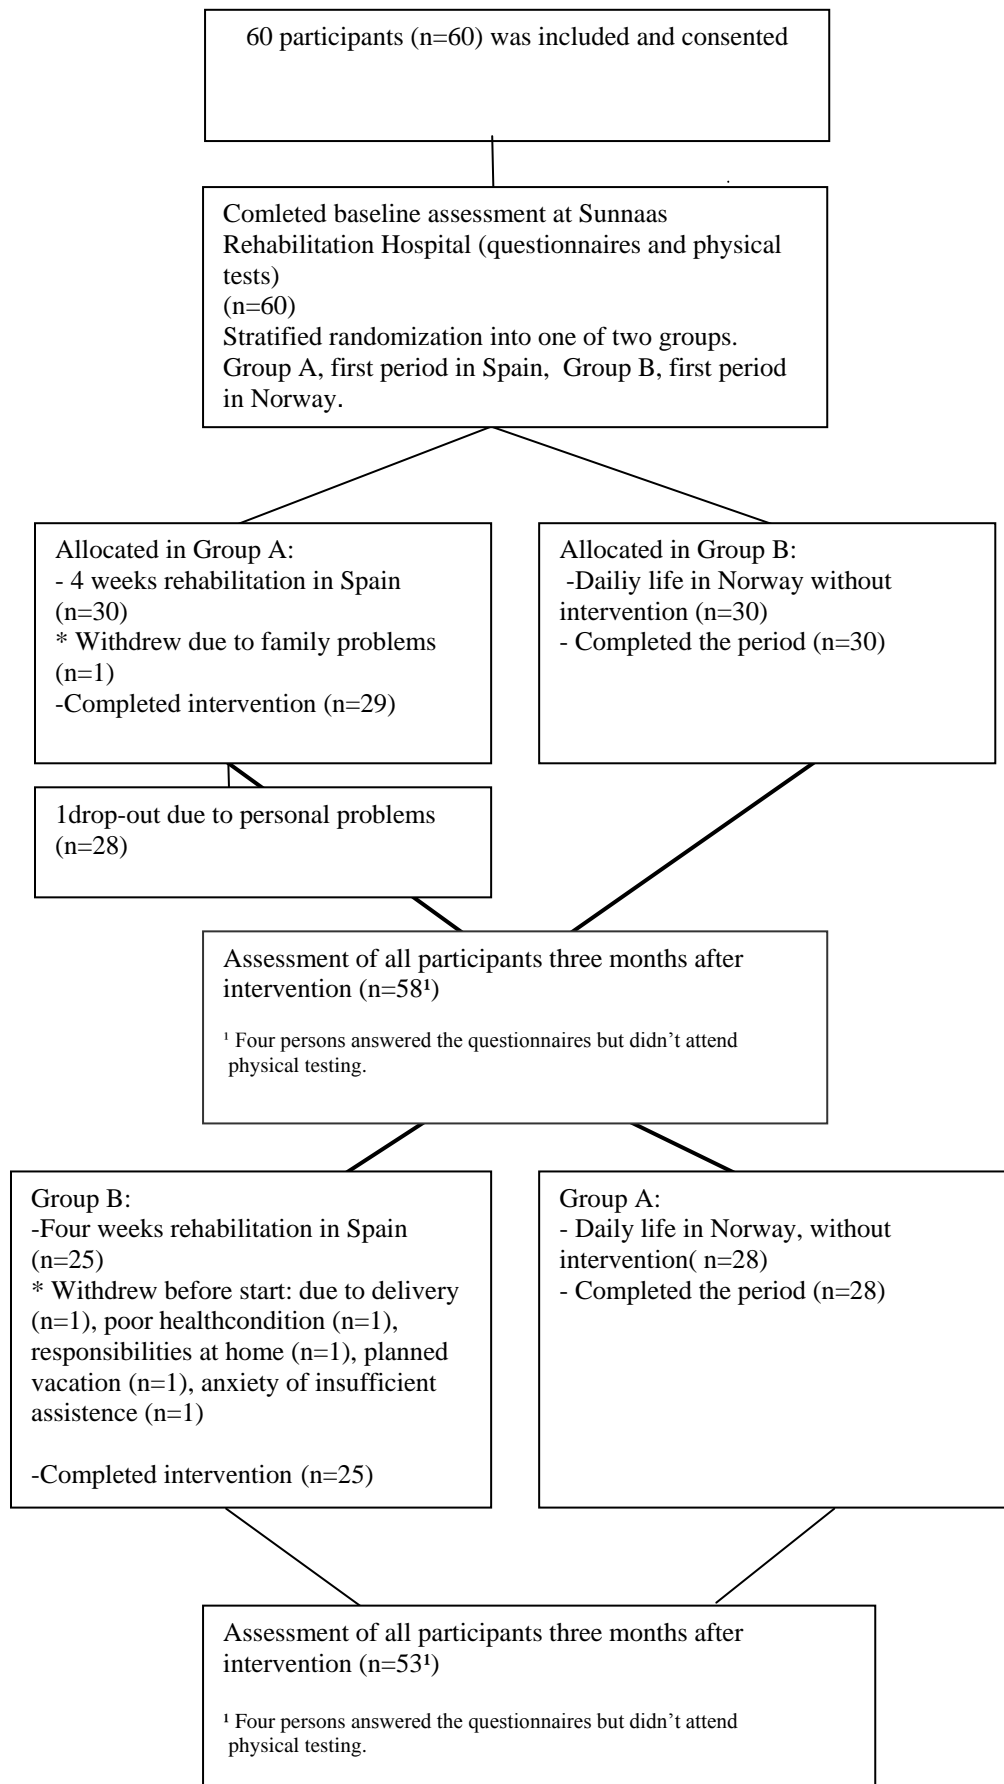 60 participants (n=60) was included and consented
Comleted baseline assessment at Sunnaas
Rehabilitation Hospital (questionnaires and physical
tests)
(n=60)
Stratified randomization into one of two groups.
Group A, first period in Spain, Group B, first period
in Norway.
Allocated in Group A:
- 4 weeks rehabilitation in Spain
(n=30)
* Withdrew due to family problems
(n=1)
-Completed intervention (n=29)
Allocated in Group B:
-Dailiy life in Norway without
intervention (n=30)
- Completed the period (n=30)
1drop-out due to personal problems
(n=28)
Assessment of all participants three months after
intervention (n=58¹)
¹ Four persons answered the questionnaires but didn’t attend
physical testing.
Group B:
-Four weeks rehabilitation in Spain
(n=25)
* Withdrew before start: due to delivery
(n=1), poor healthcondition (n=1),
responsibilities at home (n=1), planned
vacation (n=1), anxiety of insufficient
assistence (n=1)
-Completed intervention (n=25)
Group A:
- Daily life in Norway, without
intervention( n=28)
- Completed the period (n=28)
Assessment of all participants three months after
intervention (n=53¹)
¹ Four persons answered the questionnaires but didn’t attend
physical testing.